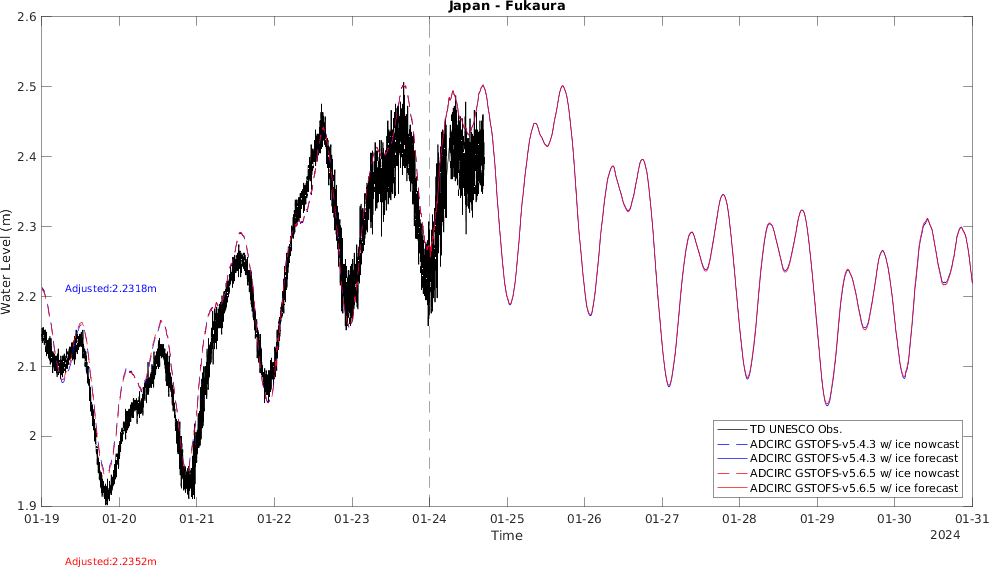 Japan - Fukaura
2.6
2.5
2.4
2.3
2.2
2.1
2
1.9
Water Level (m)
Adjusted:2.2318m
TD UNESCO Obs.
ADCIRC GSTOFS-v5.4.3 w/ ice nowcast
ADCIRC GSTOFS-v5.4.3 w/ ice forecast
ADCIRC GSTOFS-v5.6.5 w/ ice nowcast
ADCIRC GSTOFS-v5.6.5 w/ ice forecast
01-19 01-20 01-21 01-22 01-23 01-24 01-25 01-26 01-27 01-28 01-29 01-30 01-31
Time
2024
Adjusted:2.2352m